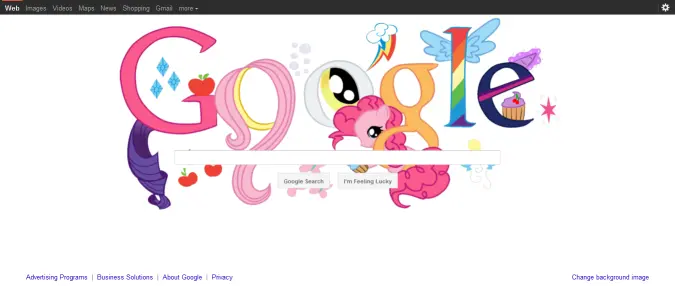 Web Images Videos Maps News Shopping Gmail more
Google
Google Search I'm Feeling Lucky
Advertising Programs | Business Solutions | About Google | Privacy Change background image